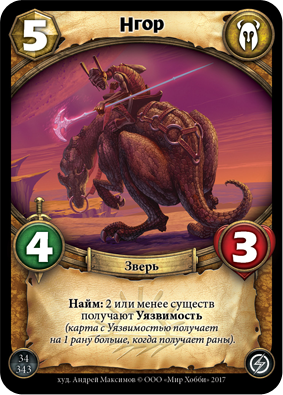 5
Нгор
4
3
Зверь
Найм: 2 или менее существ
получают Уязвимость
(карта с Уязвимостью получает
на 1 рану больше, когда получает раны).
34
343
худ. Андрей Максимов © ООО «Мир Хобби» 2017